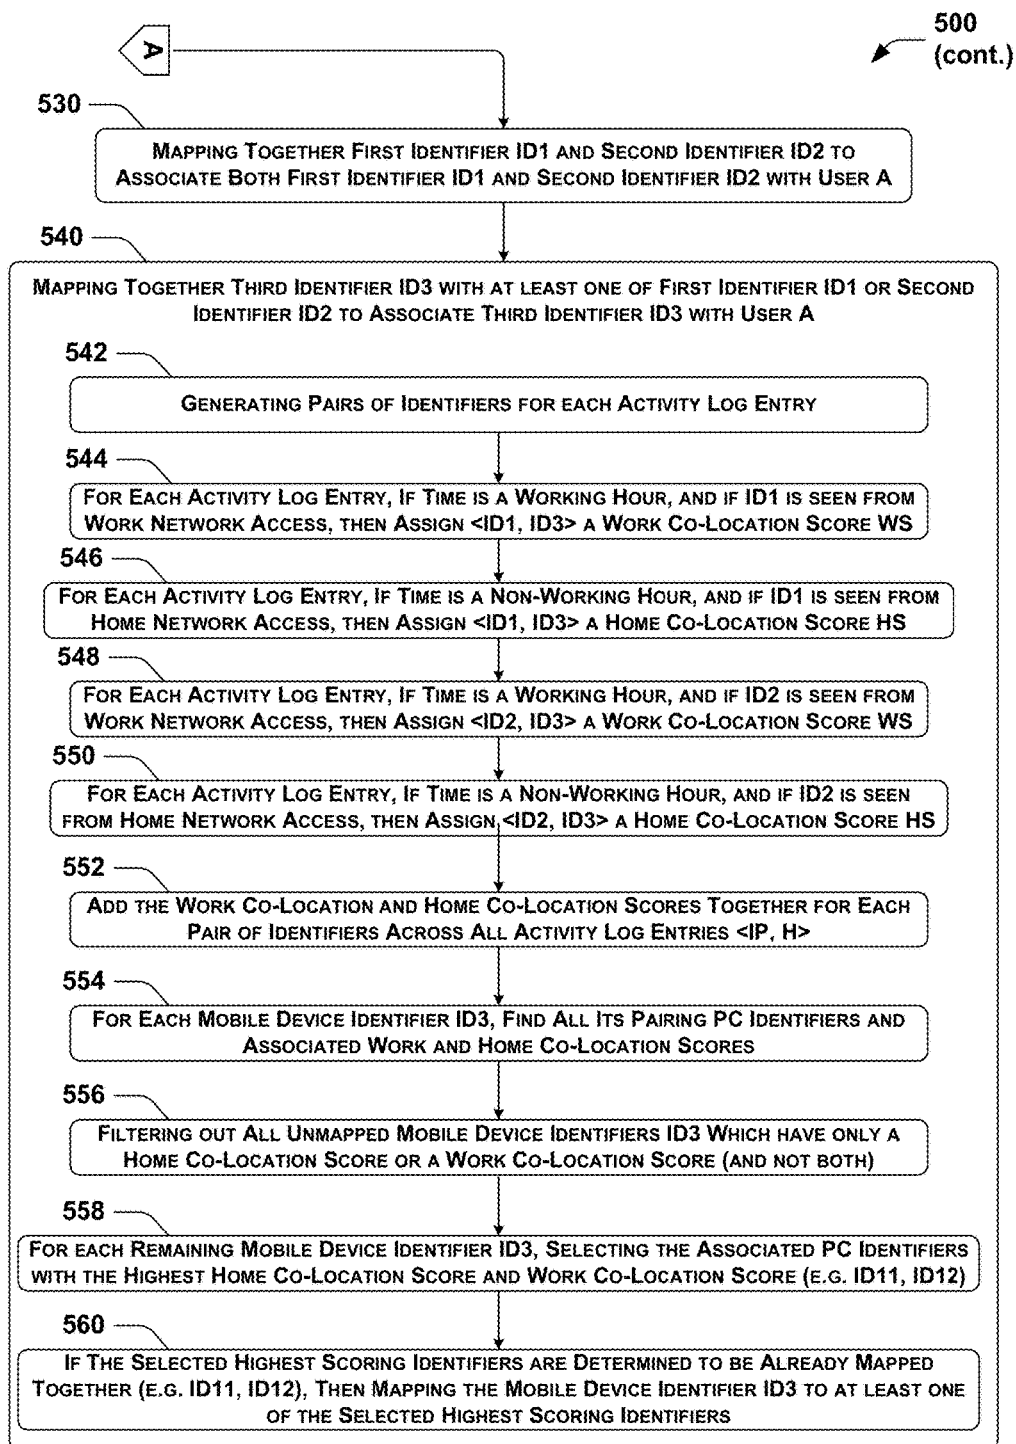 500
(cont.)
A
530
MAPPING TOGETHER FIRST IDENTIFIER ID1 AND SECOND IDENTIFIER ID2 TO
ASSOCIATE BOTH FIRST IDENTIFIER ID1 AND SECOND IDENTIFIER ID2 WITH USER A
540
MAPPING TOGETHER THIRD IDENTIFIER ID3 WITH AT LEAST ONE OF FIRST IDENTIFIER ID1 OR SECOND
IDENTIFIER ID2 TO ASSOCIATE THIRD IDENTIFIER ID3 WITH USER A
542
GENERATING PAIRS OF IDENTIFIERS FOR EACH ACTIVITY LOG ENTRY
544
FOR EACH ACTIVITY LOG ENTRY, IF TIME IS A WORKING HOUR, AND IF ID1 IS SEEN FROM
WORK NETWORK ACCESS, THEN ASSIGN <ID1, ID3> A WORK CO-LOCATION SCORE WS
546
FOR EACH ACTIVITY LOG ENTRY, IF TIME IS A NON-WORKING HOUR, AND IF ID1 IS SEEN FROM
HOME NETWORK ACCESS, THEN ASSIGN <ID1, ID3> A HOME CO-LOCATION SCORE HS
548
FOR EACH ACTIVITY LOG ENTRY, IF TIME IS A WORKING HOUR, AND IF ID2 IS SEEN FROM
WORK NETWORK ACCESS, THEN ASSIGN <ID2, ID3> A WORK CO-LOCATION SCORE WS
550
FOR EACH ACTIVITY LOG ENTRY, IF TIME IS A NON-WORKING HOUR, AND IF ID2 IS SEEN
FROM HOME NETWORK ACCESS, THEN ASSIGN <ID2, ID3> A HOME CO-LOCATION SCORE HS
552
ADD THE WORK CO-LOCATION AND HOME CO-LOCATION SCORES TOGETHER FOR EACH
PAIR OF IDENTIFIERS ACROSS ALL ACTIVITY LOG ENTRIES <IP, H>
554
FOR EACH MOBILE DEVICE IDENTIFIER ID3, FIND ALL ITS PAIRING PC IDENTIFIERS AND
ASSOCIATED WORK AND HOME CO-LOCATION SCORES
556
FILTERING OUT ALL UNMAPPED MOBILE DEVICE IDENTIFIERS ID3 WHICH HAVE ONLY A
HOME CO-LOCATION SCORE OR A WORK CO-LOCATION SCORE (AND NOT BOTH)
558
FOR EACH REMAINING MOBILE DEVICE IDENTIFIER ID3, SELECTING THE ASSOCIATED PC IDENTIFIERS
WITH THE HIGHEST HOME CO-LOCATION SCORE AND WORK CO-LOCATION SCORE (E.G. ID11, ID12)
560
IF THE SELECTED HIGHEST SCORING IDENTIFIERS ARE DETERMINED TO BE ALREADY MAPPED
TOGETHER (E.G. ID11, ID12), THEN MAPPING THE MOBILE DEVICE IDENTIFIER ID3 TO AT LEAST ONE
OF THE SELECTED HIGHEST SCORING IDENTIFIERS